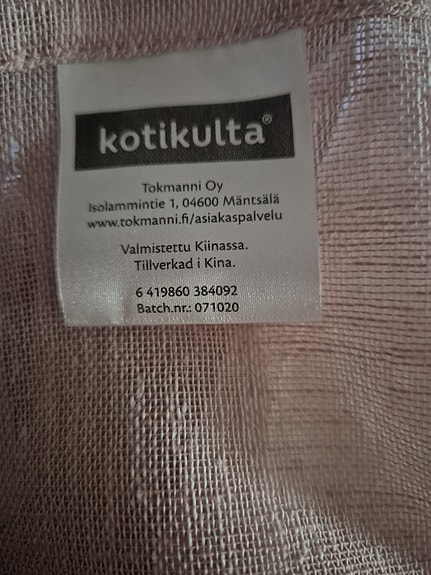 kotikulta®
Tokmanni Oy
Isolammintie 1, 04600 Mäntsälä
www.tokmanni.fi/asiakaspalvelu
Valmistettu Kiinassa.
Tillverkad i Kina.
6 419860 384092
Batch.nr.: 071020